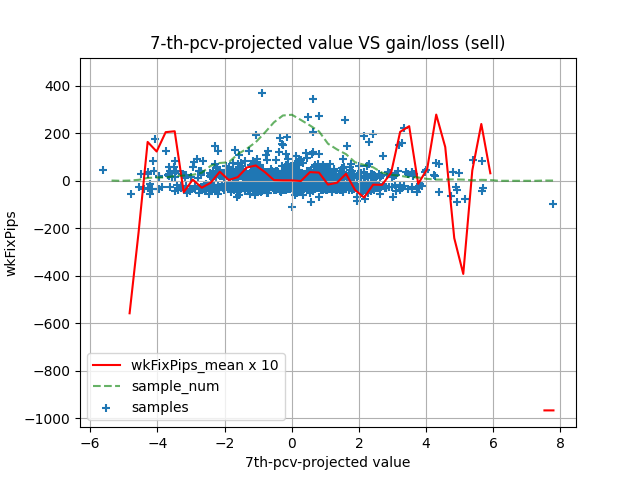 7-th-pcv-projected value VS gain/loss (sell)
400
200
0
−200
−400
−600
−800
−1000
wkFixPips
wkFixPips_mean x 10
sample_num
samples
−6 −4 −2 0 2 4 6 8
7th-pcv-projected value